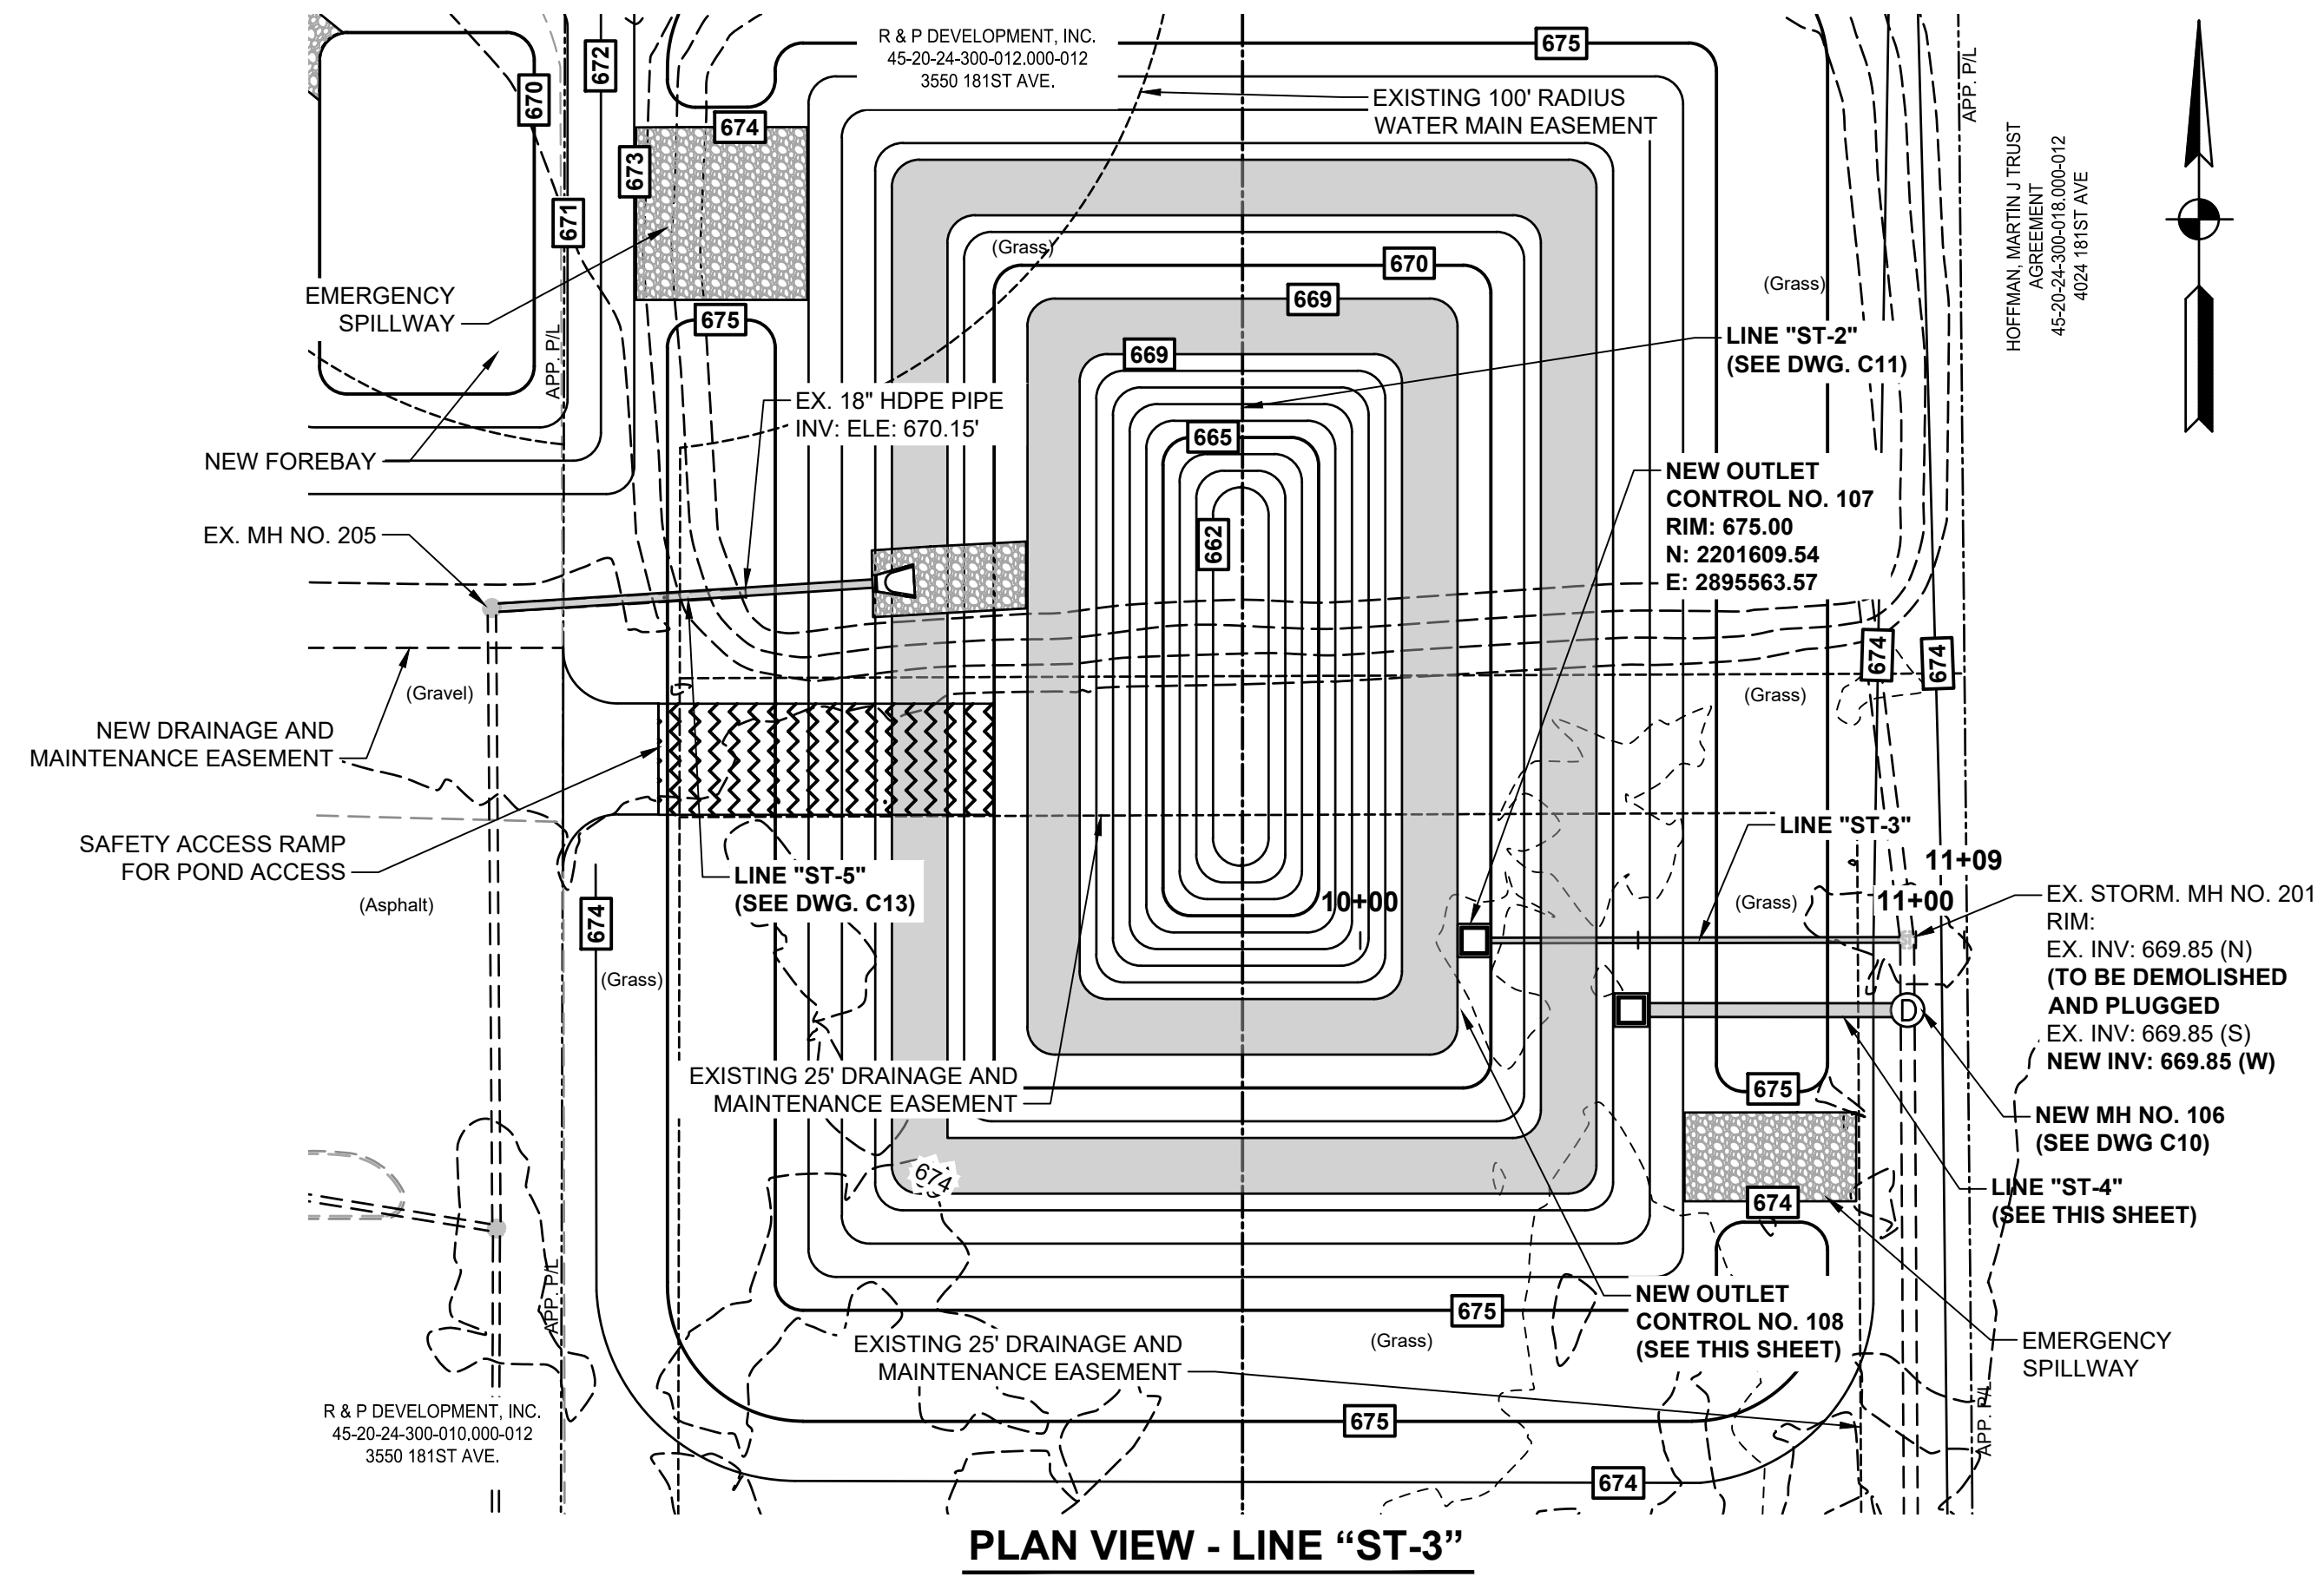 R & P DEVELOPMENT, INC.
45-20-24-300-012.000-012
3550 181ST AVE.
675
672
670
674
EXISTING 100' RADIUS
WATER MAIN EASEMENT
APP. P/L
HOFFMAN, MARTIN J TRUST
AGREEMENT
45-20-24-300-018.000-012
4024 181ST AVE
673
671
(Grass)
670
(Grass)
EMERGENCY
SPILLWAY
675
669
APP. P/L
669
LINE "ST-2"
(SEE DWG. C11)
EX. 18" HDPE PIPE
INV: ELE: 670.15'
665
NEW FOREBAY
NEW OUTLET
CONTROL NO. 107
RIM: 675.00
N: 2201609.54
E: 2895563.57
EX. MH NO. 205
662
674
674
(Gravel)
(Grass)
NEW DRAINAGE AND
MAINTENANCE EASEMENT
SAFETY ACCESS RAMP
FOR POND ACCESS
LINE "ST-3"
11+09
LINE "ST-5"
(SEE DWG. C13)
(Asphalt)
674
10+00
(Grass)
11+00
EX. STORM. MH NO. 201
RIM:
EX. INV: 669.85 (N)
(TO BE DEMOLISHED
AND PLUGGED
EX. INV: 669.85 (S)
NEW INV: 669.85 (W)
(Grass)
D
EXISTING 25' DRAINAGE AND
MAINTENANCE EASEMENT
675
NEW MH NO. 106
(SEE DWG C10)
674
674
LINE "ST-4"
(SEE THIS SHEET)
APP. P/L
NEW OUTLET
CONTROL NO. 108
(SEE THIS SHEET)
675
(Grass)
EXISTING 25' DRAINAGE AND
MAINTENANCE EASEMENT
EMERGENCY
SPILLWAY
R & P DEVELOPMENT, INC.
45-20-24-300-010.000-012
3550 181ST AVE.
675
APP. P/L
674
PLAN VIEW - LINE “ST-3”